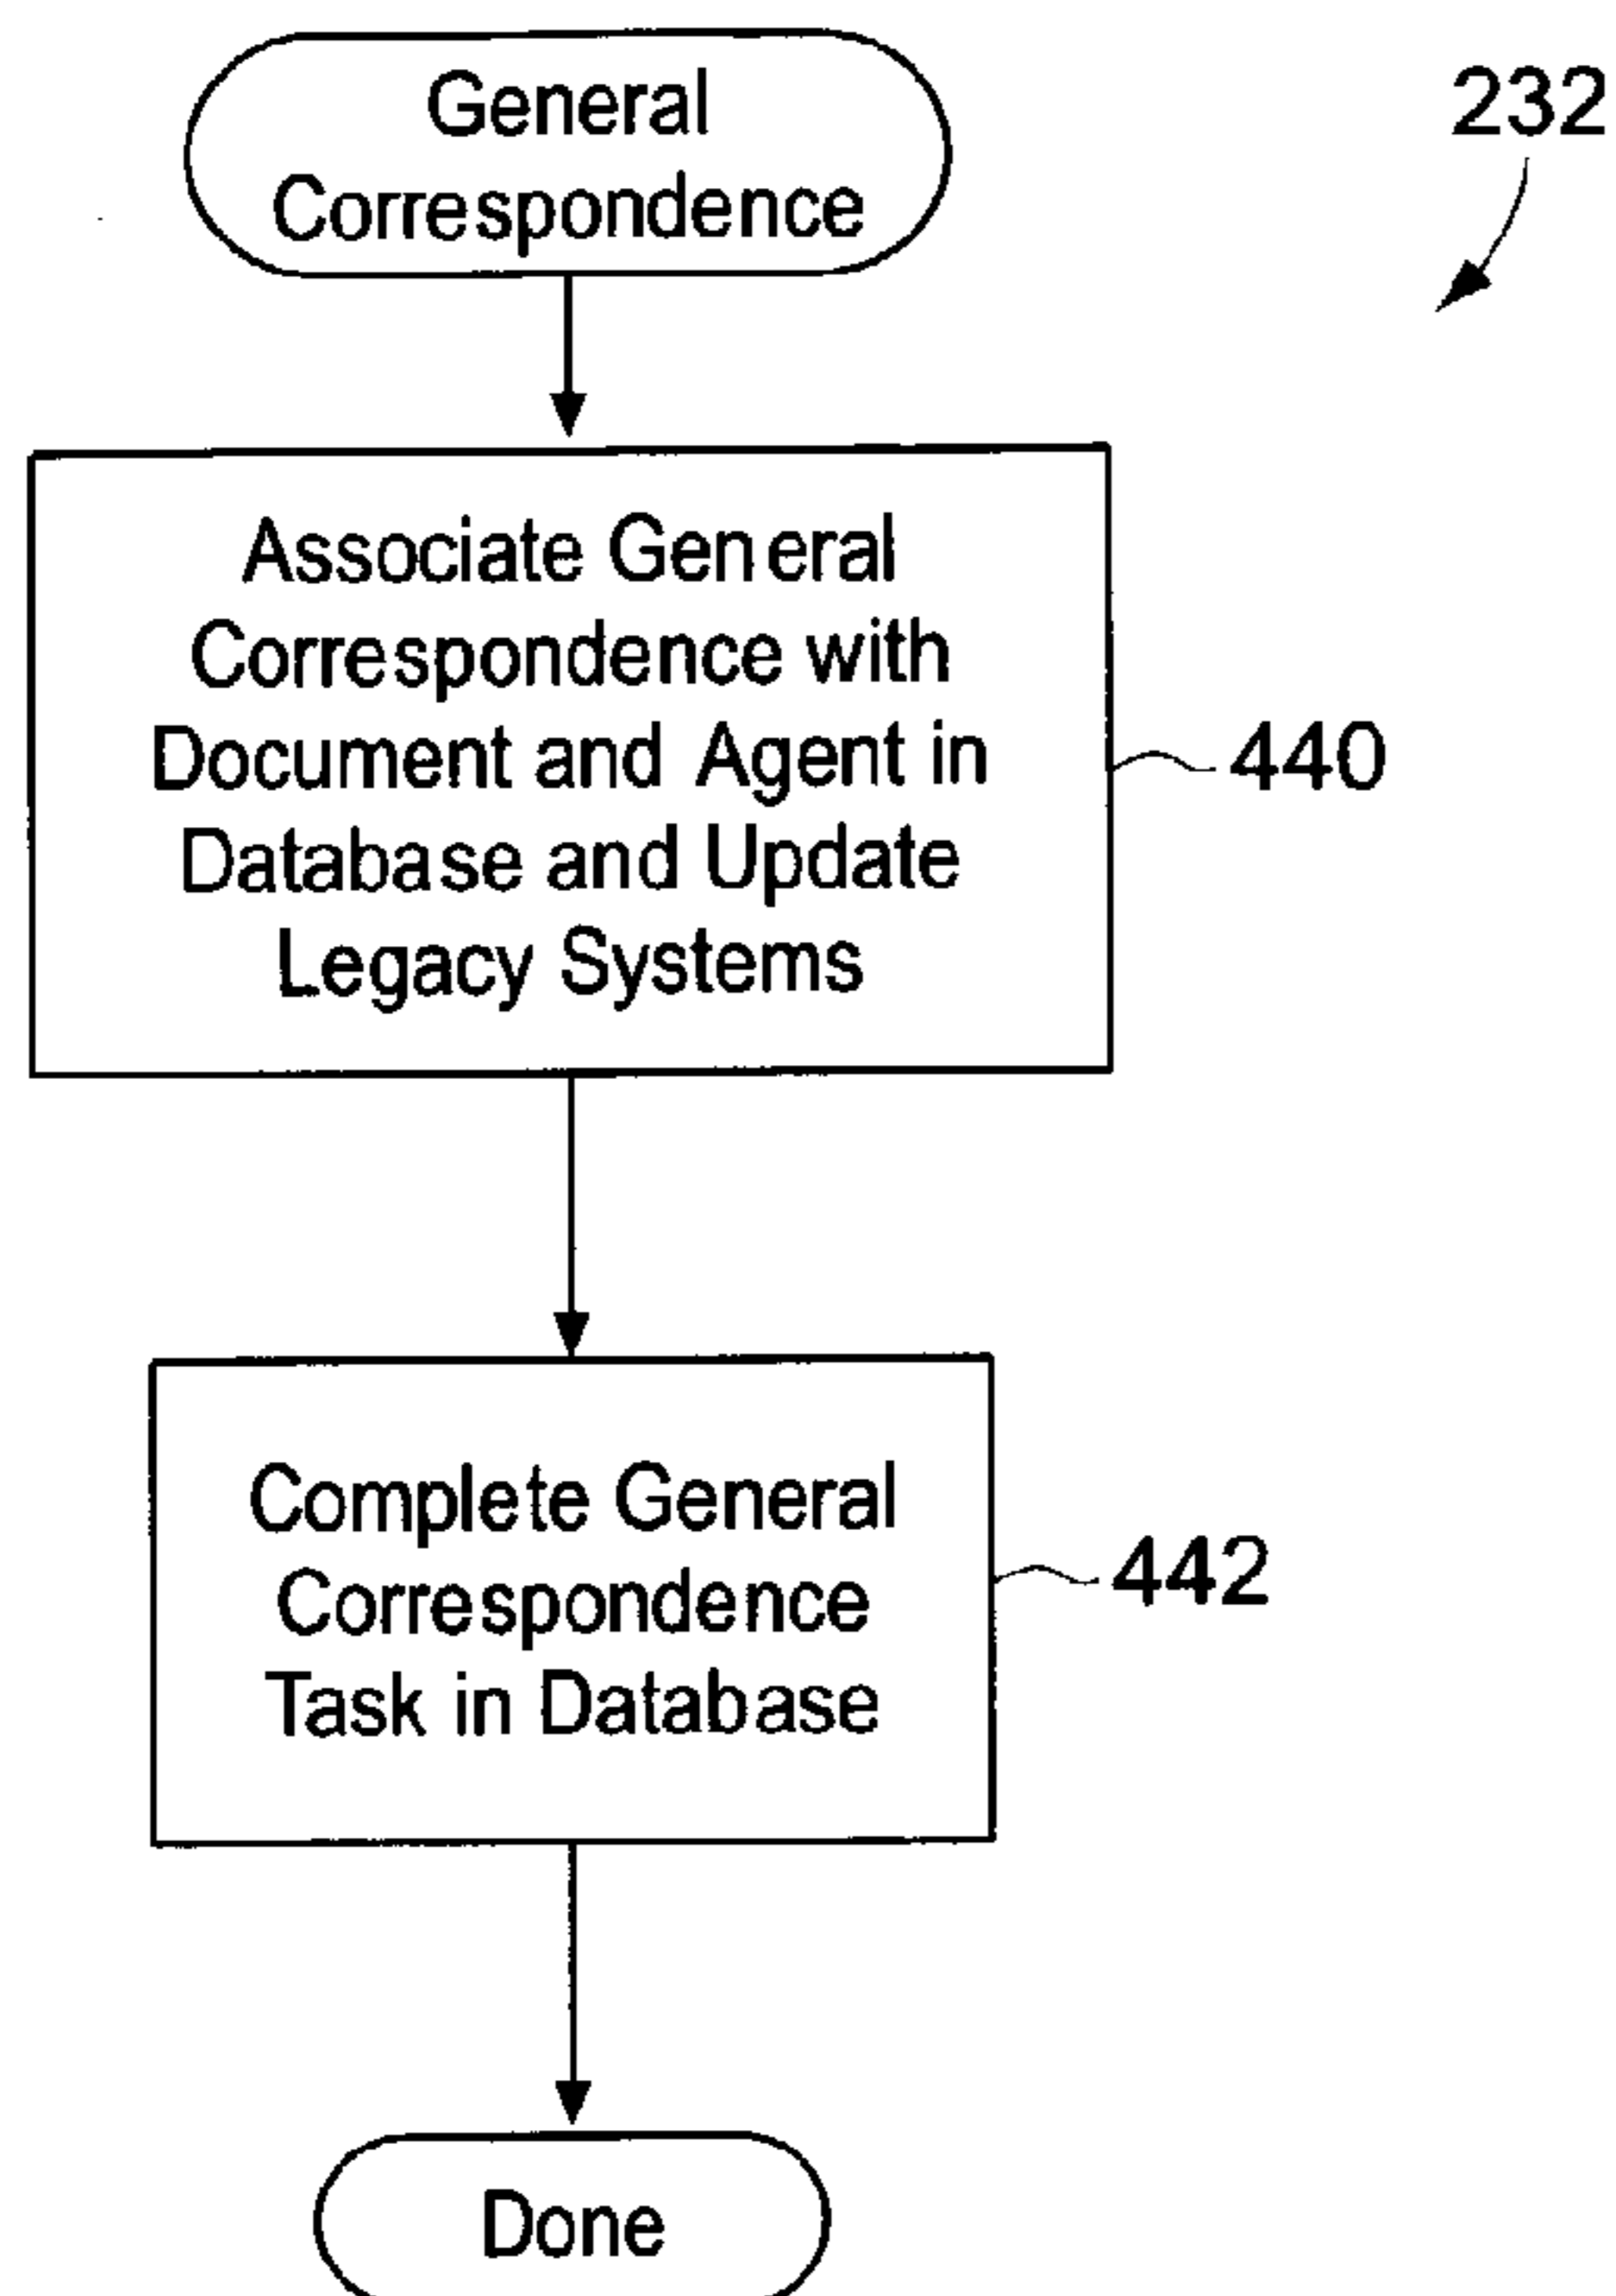 General
Correspondence
232
Associate General
Correspondence with
Document and Agent in
Database and Update
Legacy Systems
440
Complete General
Correspondence
Task in Database
442
Done